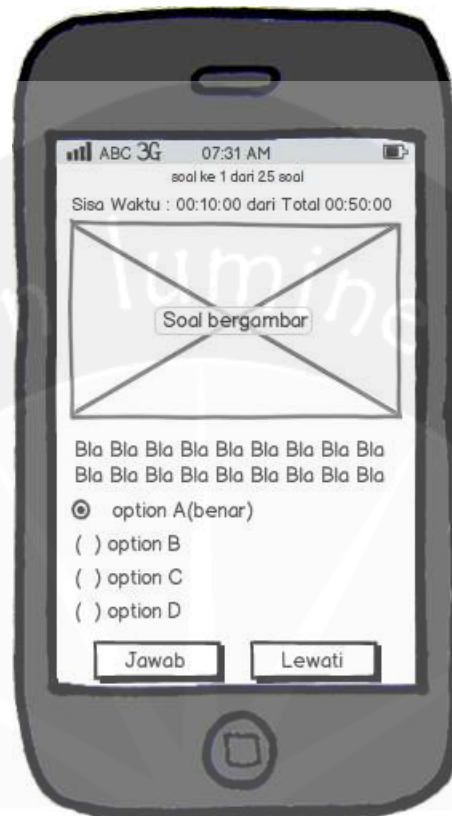 ABC 3G 07:31 AM
soal ke 1 dari 25 soal
Sisa Waktu : 00:10:00 dari Total 00:50:00
Soal bergambar
Bla Bla Bla Bla Bla Bla Bla Bla Bla
Bla Bla Bla Bla Bla Bla Bla Bla Bla
option A(benar)
( ) option B
( ) option C
( ) option D
Jawab Lewati